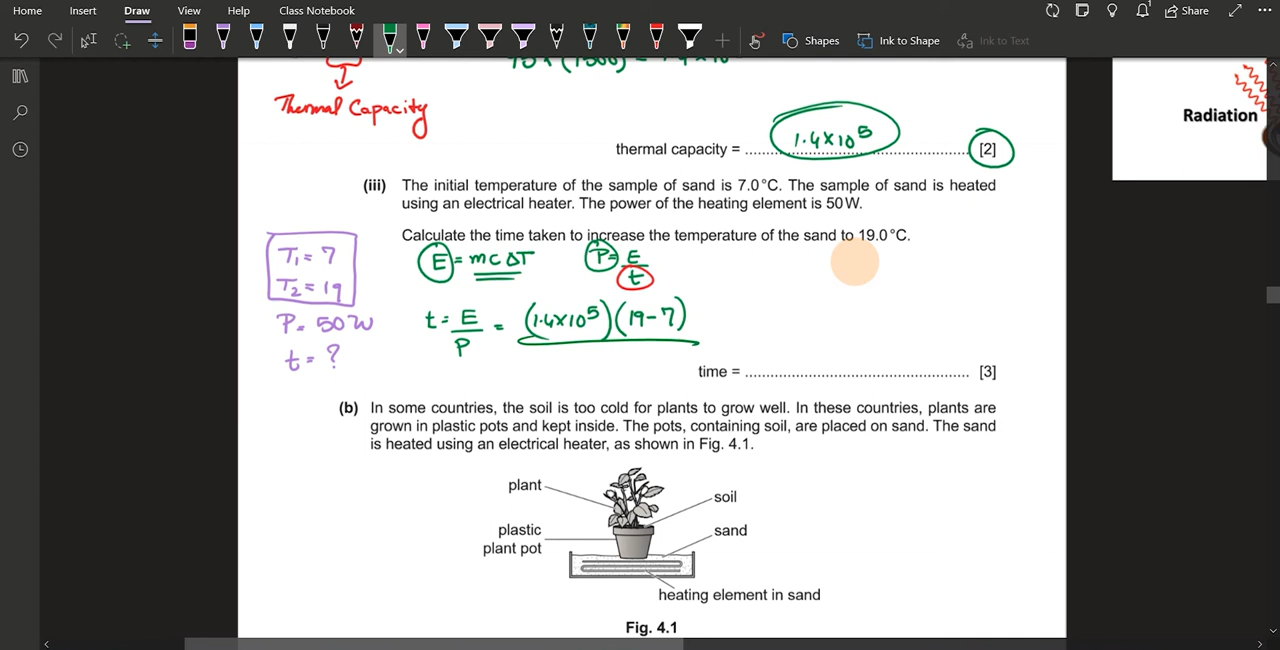 Home Insert Draw View Help Class Notebook
Share
Shapes Ink to Shape Ink to Text
Thermal Capacity
thermal capacity = 1.4×10⁵ [2]
Radiation
(iii) The initial temperature of the sample of sand is 7.0°C. The sample of sand is heated
using an electrical heater. The power of the heating element is 50W.
Calculate the time taken to increase the temperature of the sand to 19.0°C.
T₁ = 7
T₂ = 19
P = 50W
t = ?
E = mcΔT P = E/t
t = E/P = (1.4×10⁵)(19-7)
time = ................ [3]
(b) In some countries, the soil is too cold for plants to grow well. In these countries, plants are
grown in plastic pots and kept inside. The pots, containing soil, are placed on sand. The sand
is heated using an electrical heater, as shown in Fig. 4.1.
plant
soil
plastic
plant pot
sand
heating element in sand
Fig. 4.1